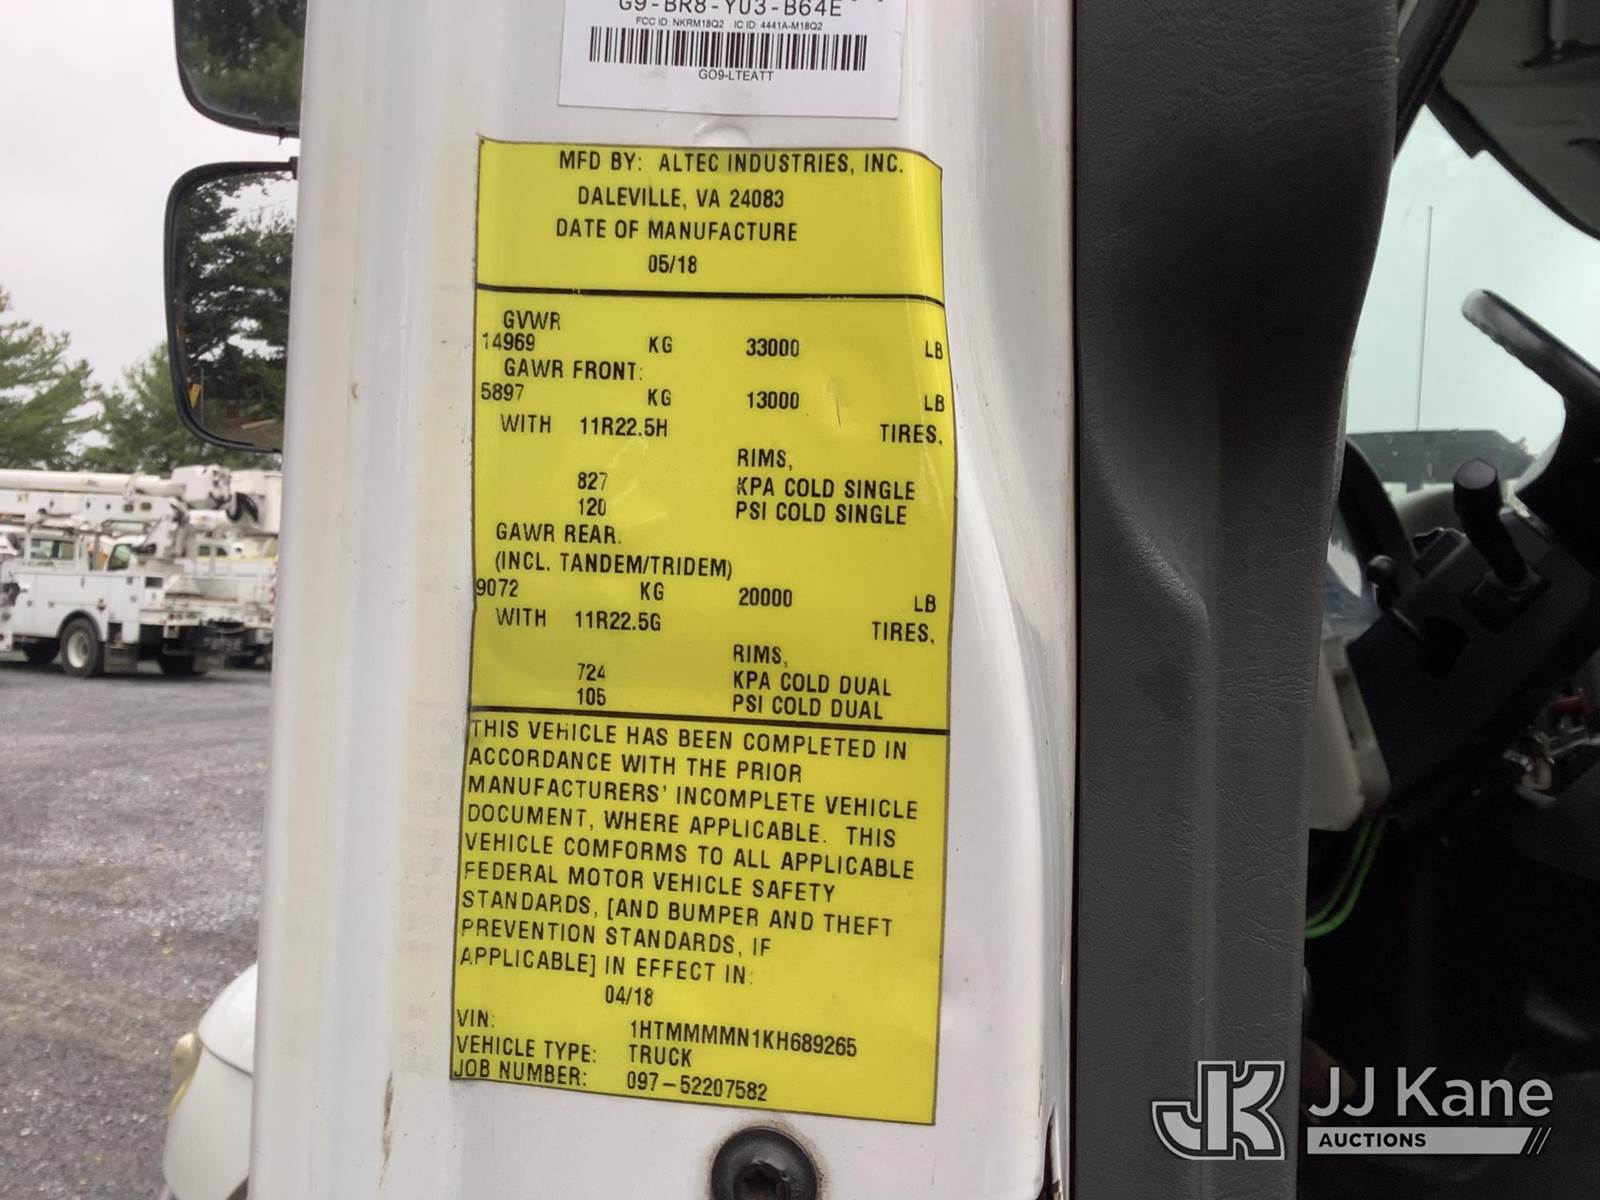 G9-BR8-YU3-B64E
FCC ID: NKRM18Q2 IC ID: 4441A-M18Q2
GO9-LTEATT
MFD BY: ALTEC INDUSTRIES, INC.
DALEVILLE, VA 24083
DATE OF MANUFACTURE
05/18
GVWR
14969 KG 33000 LB
GAWR FRONT:
5897 KG 13000 LB
WITH 11R22.5H TIRES,
RIMS,
827 KPA COLD SINGLE
120 PSI COLD SINGLE
GAWR REAR:
(INCL. TANDEM/TRIDEM)
9072 KG 20000 LB
WITH 11R22.5G TIRES,
RIMS,
724 KPA COLD DUAL
105 PSI COLD DUAL
THIS VEHICLE HAS BEEN COMPLETED IN
ACCORDANCE WITH THE PRIOR
MANUFACTURERS' INCOMPLETE VEHICLE
DOCUMENT, WHERE APPLICABLE. THIS
VEHICLE COMFORMS TO ALL APPLICABLE
FEDERAL MOTOR VEHICLE SAFETY
STANDARDS, [AND BUMPER AND THEFT
PREVENTION STANDARDS, IF
APPLICABLE] IN EFFECT IN:
04/18
VIN: 1HTMMMMN1KH689265
VEHICLE TYPE: TRUCK
JOB NUMBER: 097-52207582
JK JJ Kane
AUCTIONS